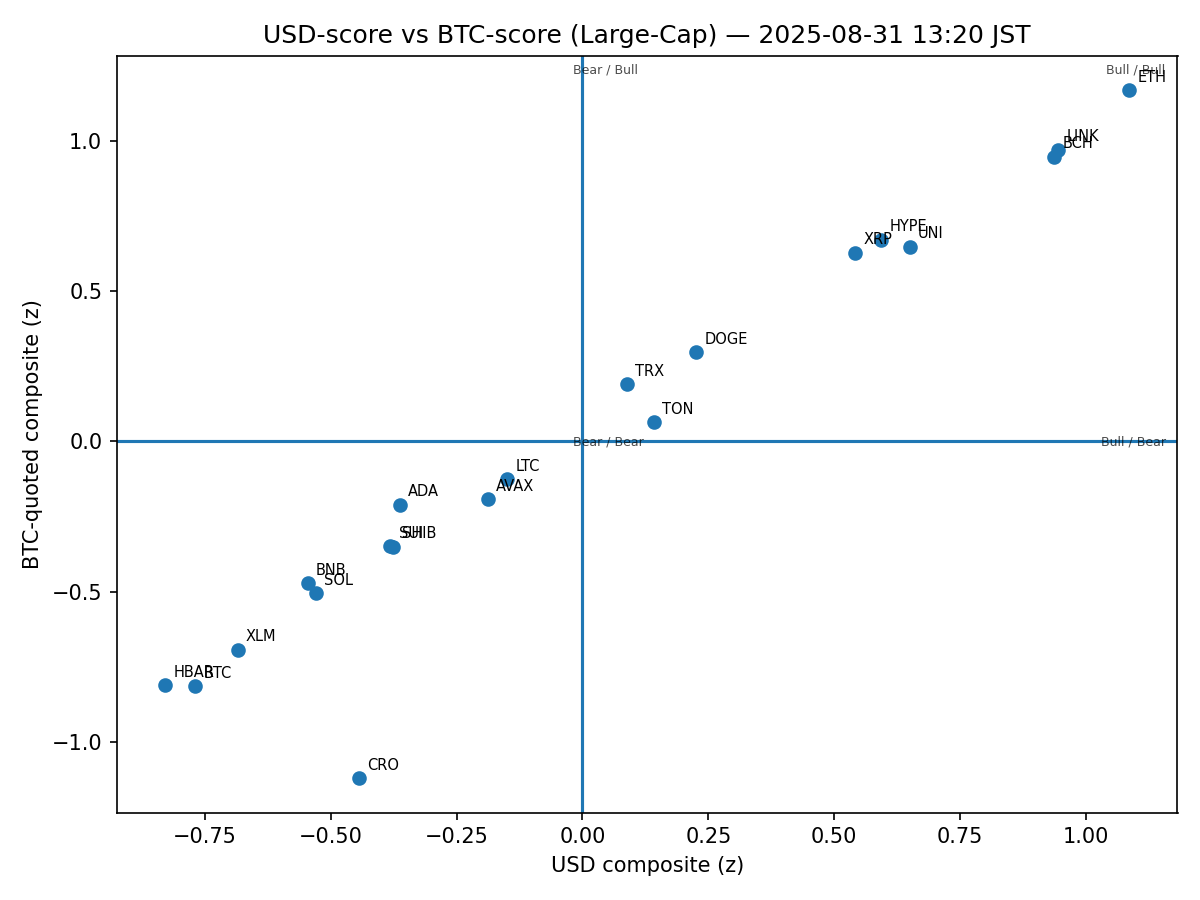 USD-score vs BTC-score (Large-Cap) — 2025-08-31 13:20 JST
Bear / Bull
Bull / Bull
ETH
LINK
BCH
HYPE
UNI
XRP
DOGE
TRX
TON
Bear / Bear
Bull / Bear
LTC
AVAX
ADA
SUI
SHIB
BNB
SOL
XLM
HBAR
BTC
CRO
1.0
0.5
0.0
−0.5
−1.0
BTC-quoted composite (z)
−0.75
−0.50
−0.25
0.00
0.25
0.50
0.75
1.00
USD composite (z)